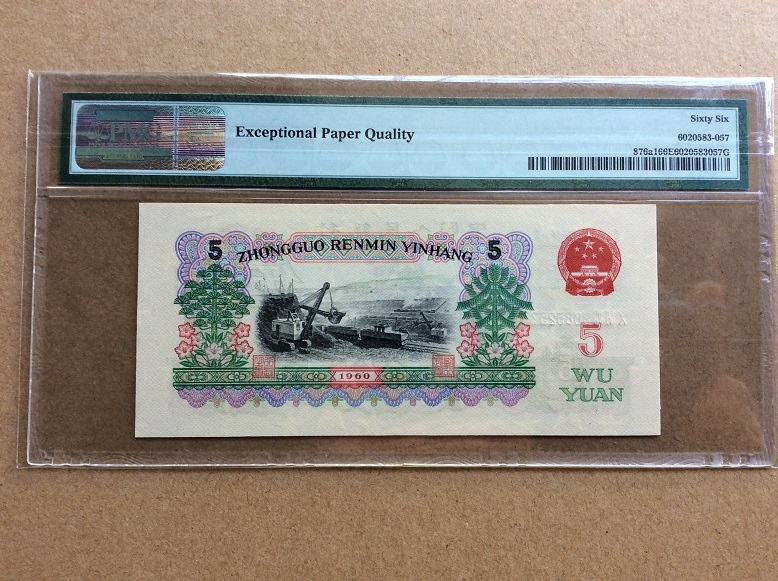 Exceptional Paper Quality
Sixty Six
6020583-057
876a166E6020583057G
5 ZHONGGUO RENMIN YINHANG 5
1960
5
WU
YUAN